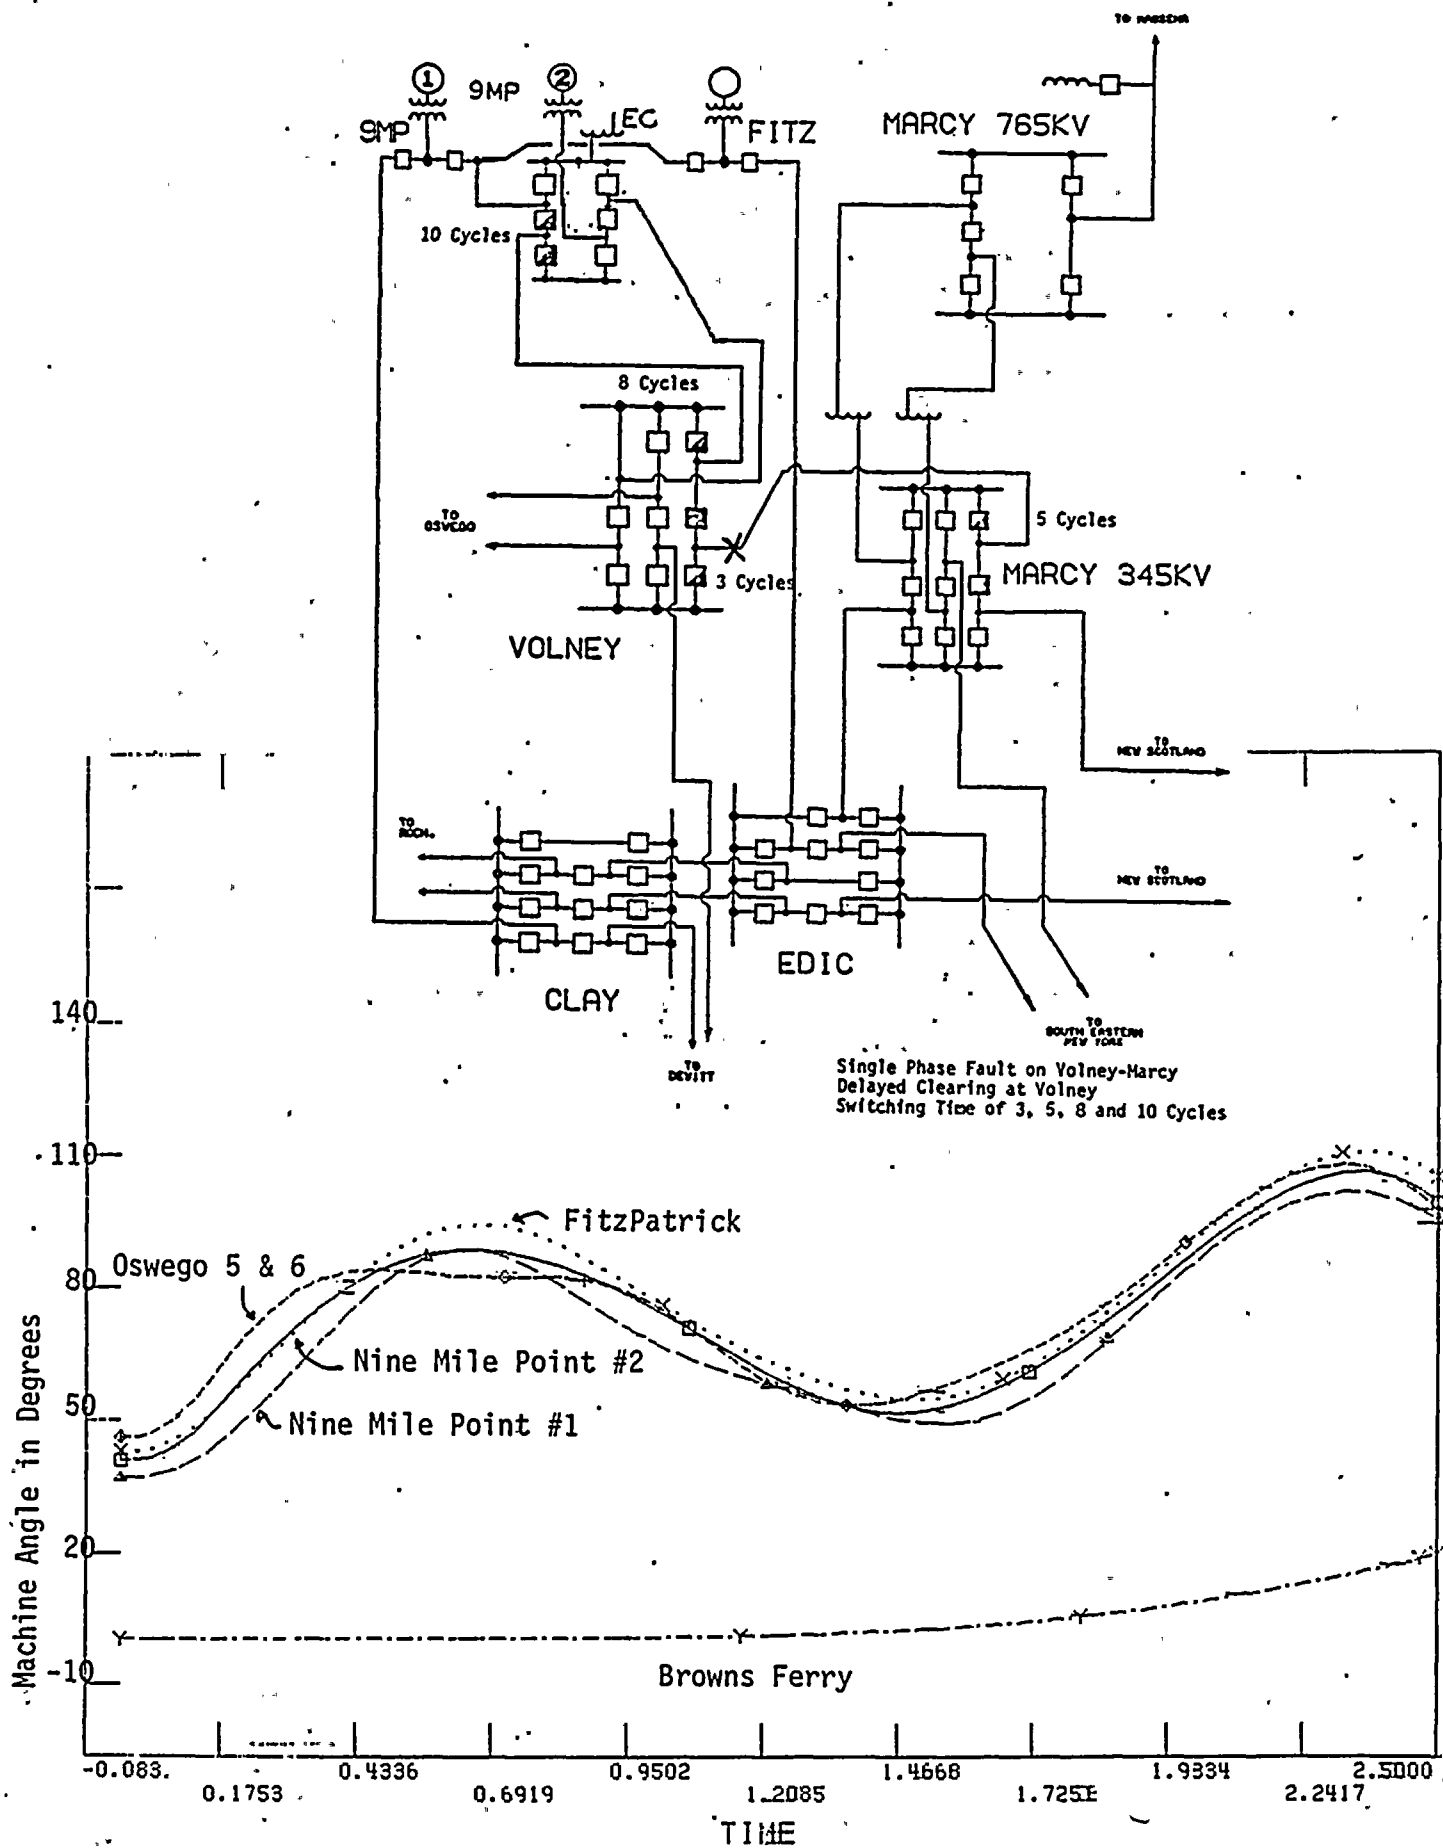 TO MASSENA
1
9MP
2
9MP
EC
FITZ
MARCY 765KV
10 Cycles
8 Cycles
TO
OSWEGO
5 Cycles
3 Cycles
MARCY 345KV
VOLNEY
TO
NEW SCOTLAND
TO
ROCH.
TO
NEW SCOTLAND
EDIC
CLAY
TO
SOUTH EASTERN
NEW YORK
TO
DEWITT
Single Phase Fault on Volney-Marcy
Delayed Clearing at Volney
Switching Time of 3, 5, 8 and 10 Cycles
140
110
80
50
20
-10
Machine Angle in Degrees
FitzPatrick
Oswego 5 & 6
Nine Mile Point #2
Nine Mile Point #1
Browns Ferry
-0.083
0.1753
0.4336
0.6919
0.9502
1.2085
1.4668
1.725
1.9834
2.2417
2.5000
TIME